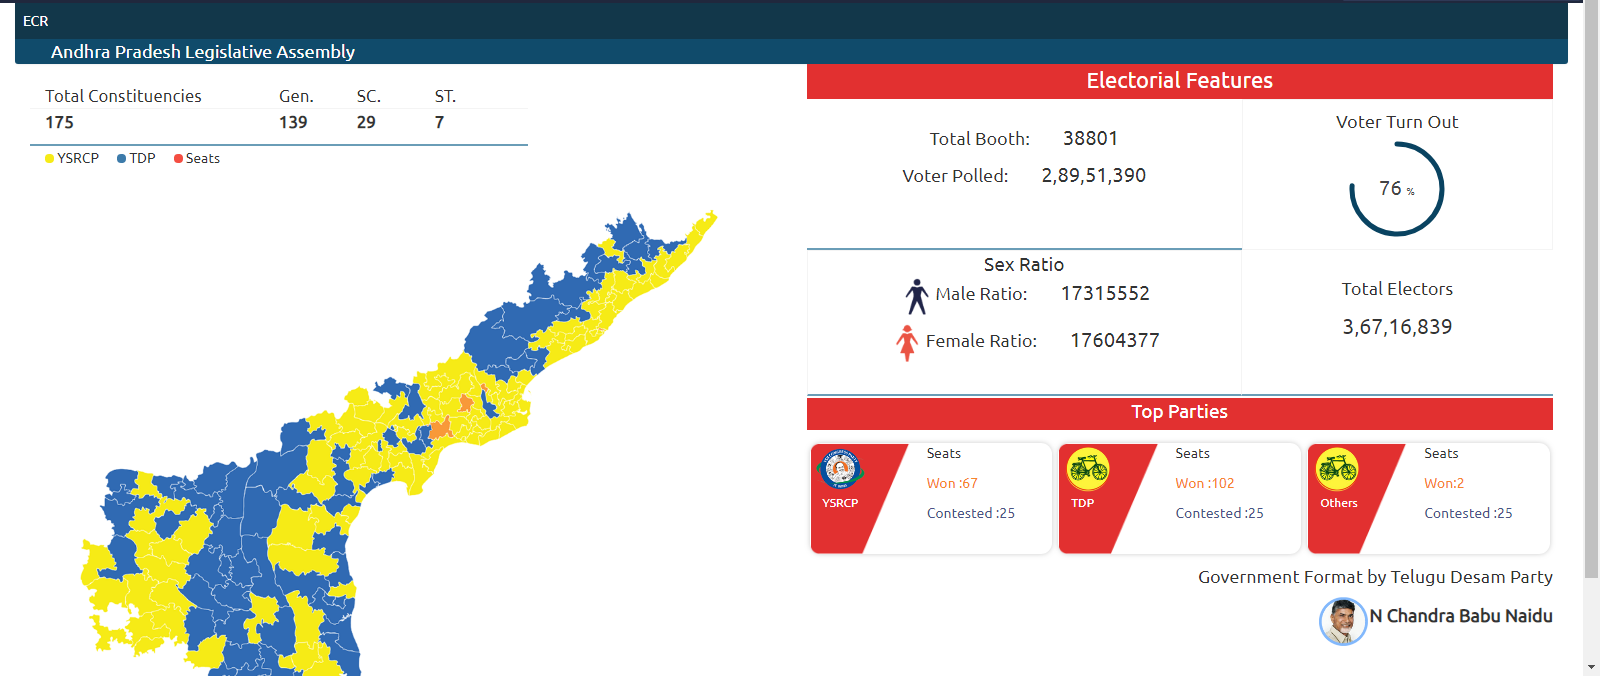 ECR
Andhra Pradesh Legislative Assembly
Total Constituencies Gen. SC. ST.
175 139 29 7
YSRCP TDP Seats
Electorial Features
Total Booth: 38801
Voter Polled: 2,89,51,390
Voter Turn Out
76 %
Sex Ratio
Male Ratio: 17315552
Female Ratio: 17604377
Total Electors
3,67,16,839
Top Parties
YSRCP
Seats
Won :67
Contested :25
TDP
Seats
Won :102
Contested :25
Others
Seats
Won:2
Contested :25
Government Format by Telugu Desam Party
N Chandra Babu Naidu